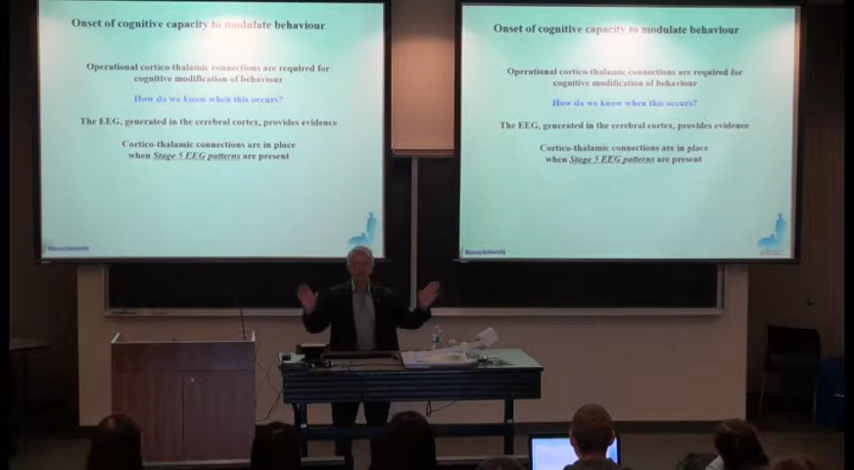 Onset of cognitive capacity to modulate behaviour
Operational cortico-thalamic connections are required for
cognitive modification of behaviour
How do we know when this occurs?
The EEG, generated in the cerebral cortex, provides evidence
Cortico-thalamic connections are in place
when Stage 5 EEG patterns are present
Massey University
Onset of cognitive capacity to modulate behaviour
Operational cortico-thalamic connections are required for
cognitive modification of behaviour
How do we know when this occurs?
The EEG, generated in the cerebral cortex, provides evidence
Cortico-thalamic connections are in place
when Stage 5 EEG patterns are present
Massey University